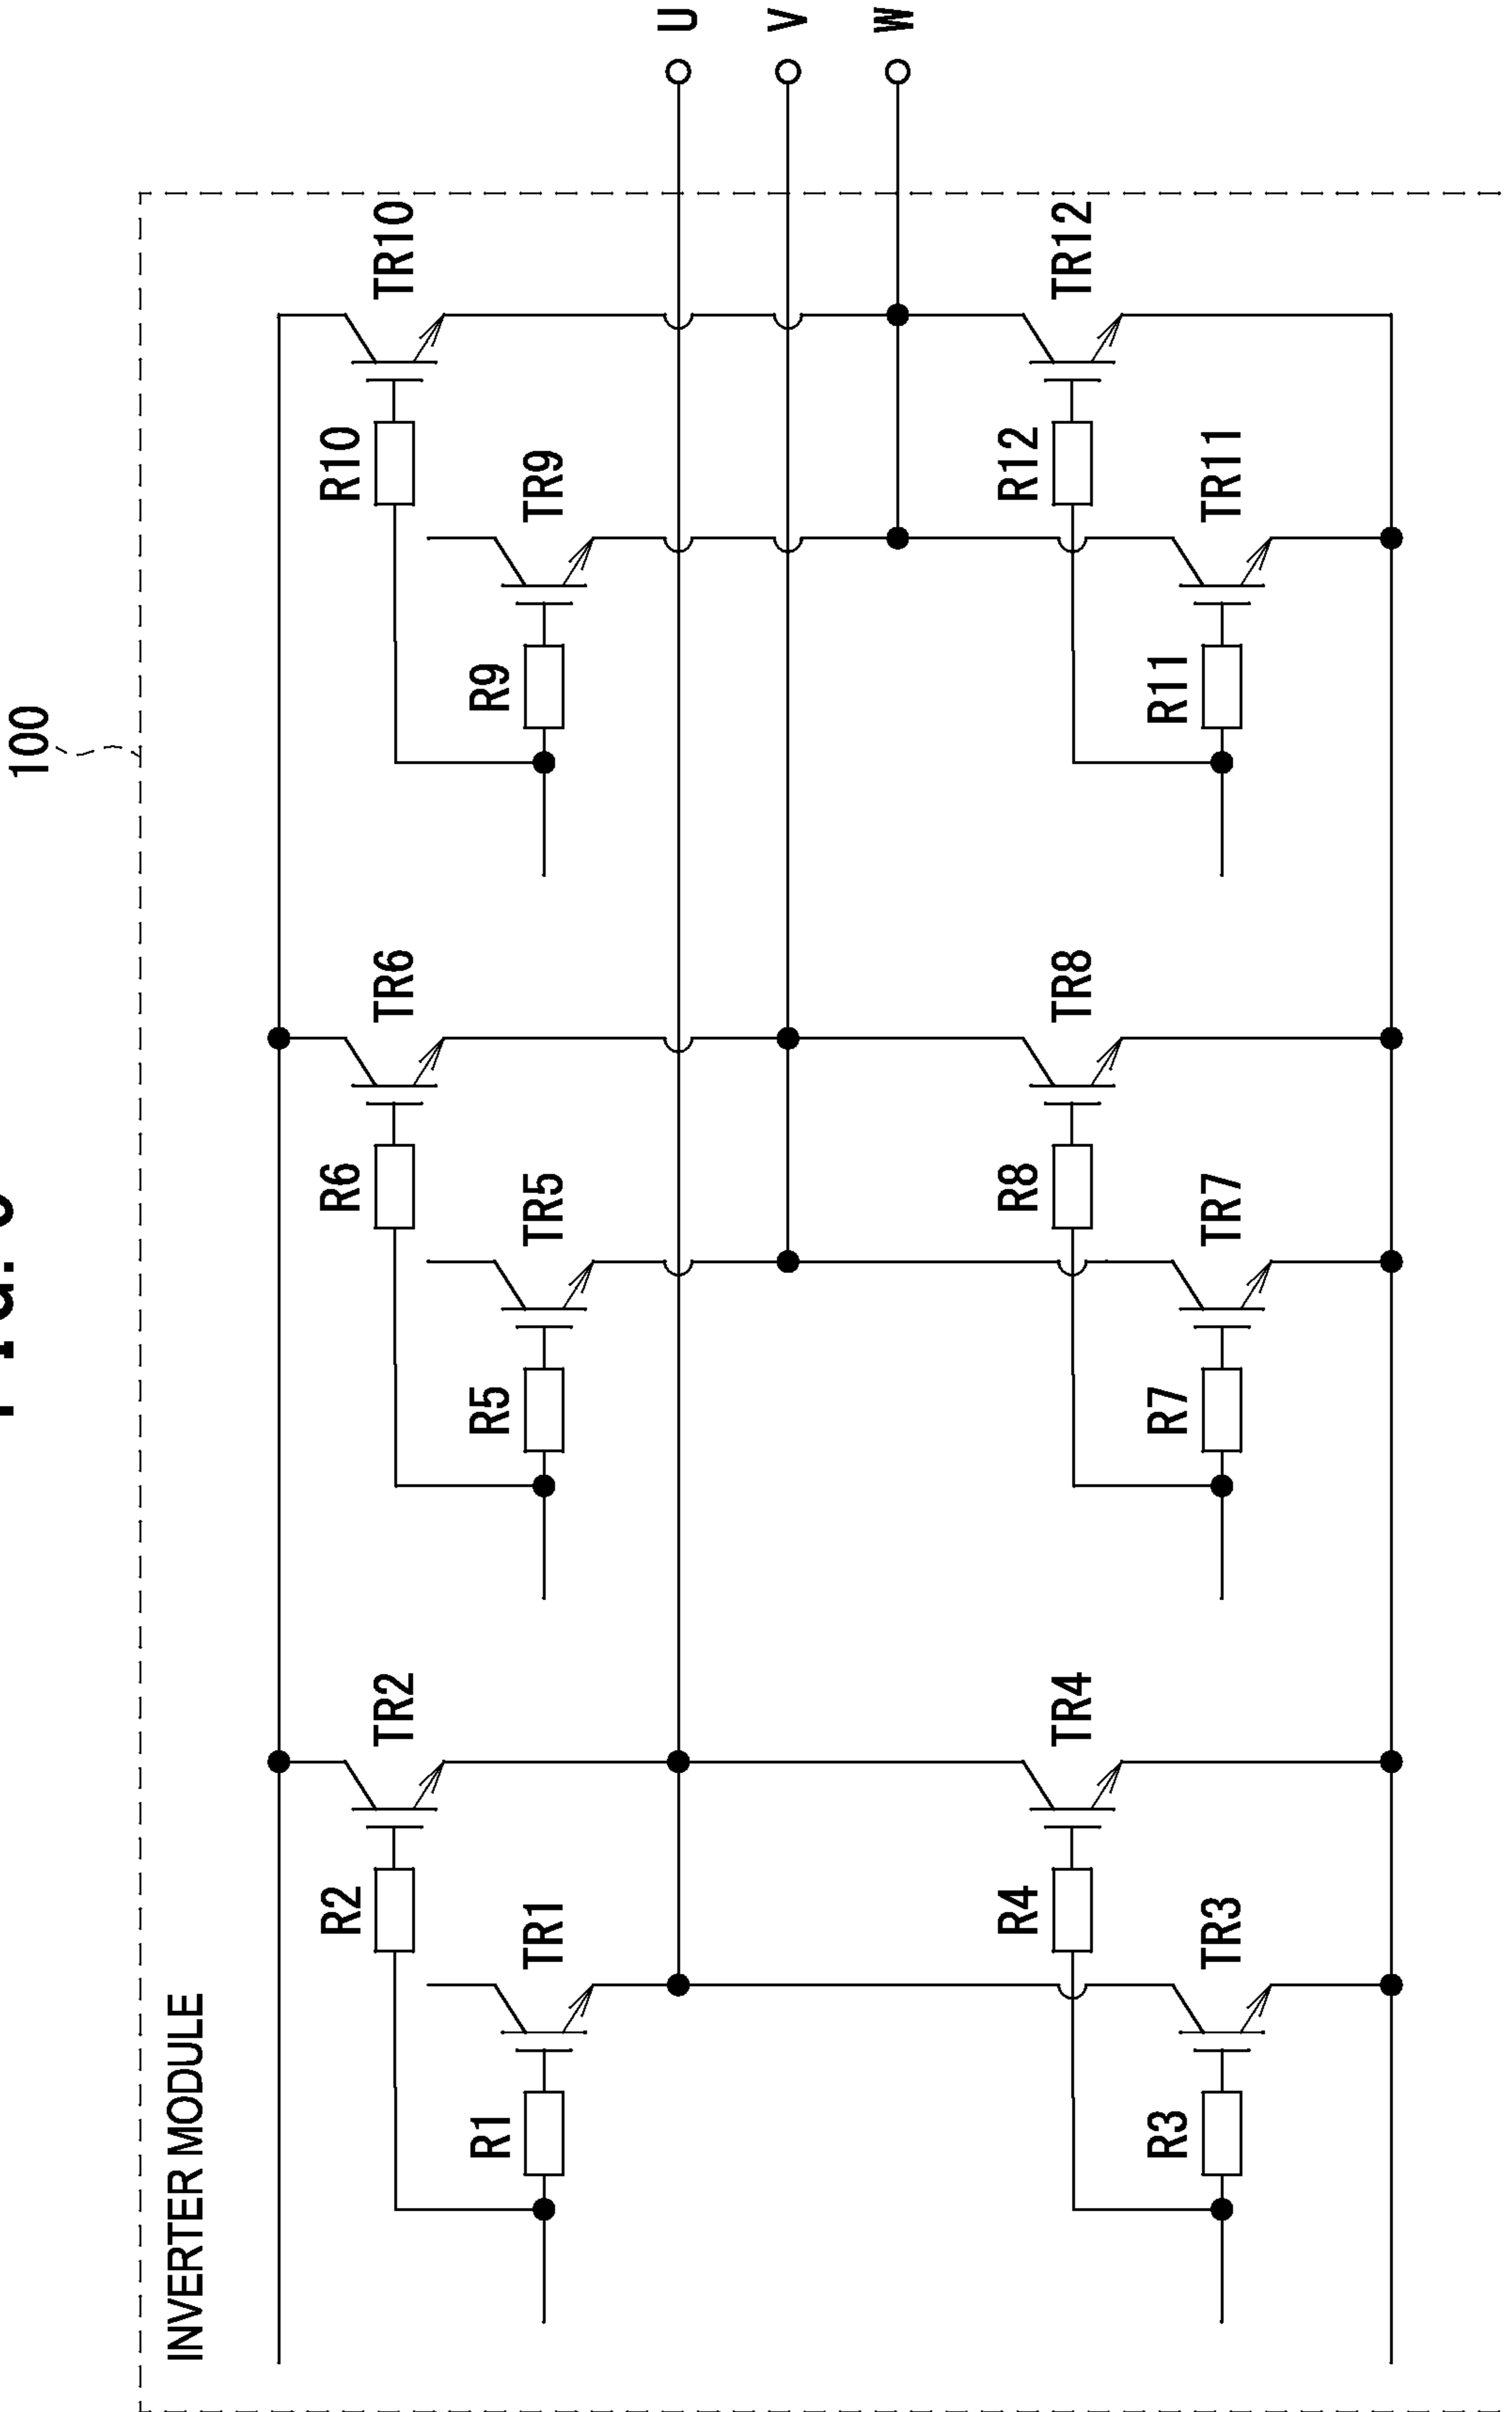 100
INVERTER MODULE
R2
TR2
R6
TR6
R10
TR10
R1
TR1
R5
TR5
R9
TR9
U
V
W
R4
TR4
R8
TR8
R12
TR12
R3
TR3
R7
TR7
R11
TR11